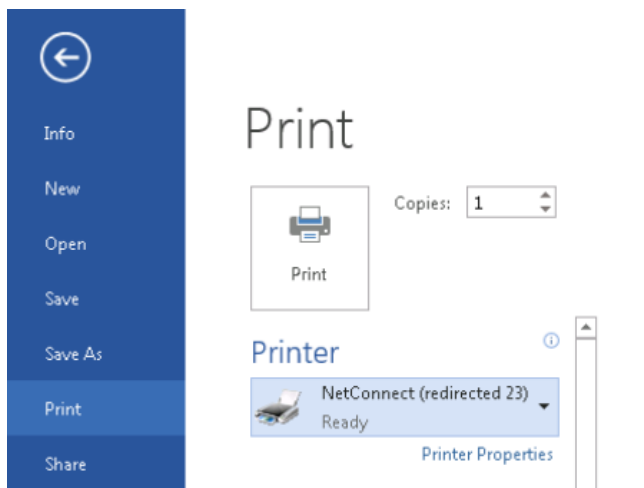 Info
New
Open
Save
Save As
Print
Share
Print
Print
Copies: 1
Printer
NetConnect (redirected 23)
Ready
Printer Properties